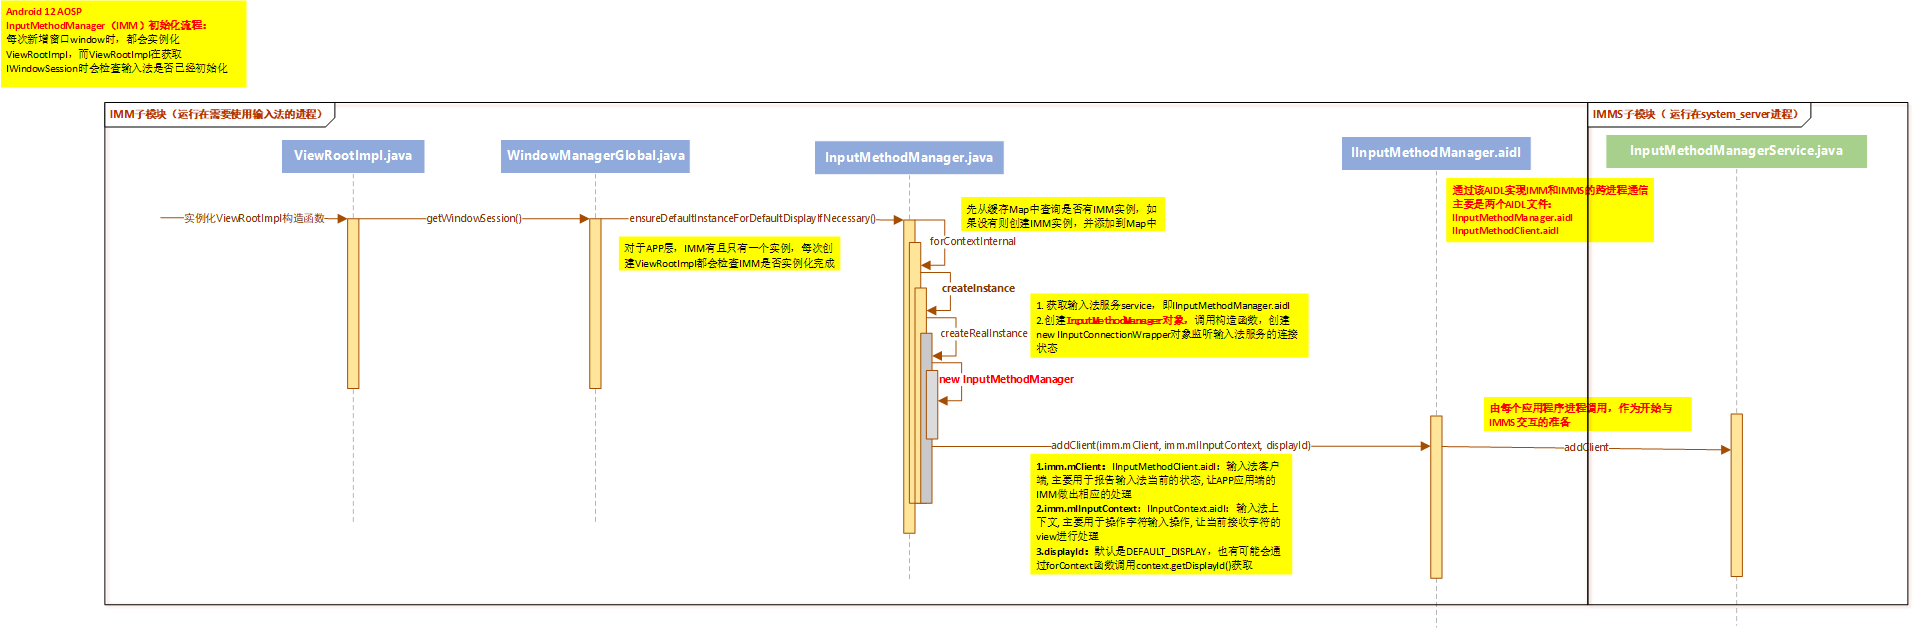 Android 12 AOSP
InputMethodManager（IMM）初始化流程：
每次新增窗口window时，都会实例化
ViewRootImpl，而ViewRootImpl在获取
IWindowSession时会检查输入法是否已经初始化
IMM子模块（运行在需要使用输入法的进程）
IMMS子模块（ 运行在system_server进程）
ViewRootImpl.java
WindowManagerGlobal.java
InputMethodManager.java
IInputMethodManager.aidl
InputMethodManagerService.java
通过该AIDL实现IMM和IMMS的跨进程通信
主要是两个AIDL文件：
IInputMethodManager.aidl
IInputMethodClient.aidl
实例化ViewRootImpl构造函数
getWindowSession()
ensureDefaultInstanceForDefaultDisplayIfNecessary()
先从缓存Map中查询是否有IMM实例，如
果没有则创建IMM实例，并添加到Map中
对于APP层，IMM有且只有一个实例，每次创
建ViewRootImpl都会检查IMM是否实例化完成
forContextInternal
createInstance
1. 获取输入法服务service，即IInputMethodManager.aidl
2.创建InputMethodManager对象，调用构造函数，创建
new IInputConnectionWrapper对象监听输入法服务的连接
状态
createRealInstance
new InputMethodManager
由每个应用程序进程调用，作为开始与
IMMS交互的准备
addClient(imm.mClient, imm.mIInputContext, displayId)
addClient
1.imm.mClient：IInputMethodClient.aidl：输入法客户
端, 主要用于报告输入法当前的状态, 让APP应用端的
IMM做出相应的处理
2.imm.mIInputContext：IInputContext.aidl：输入法上
下文, 主要用于操作字符输入操作, 让当前接收字符的
view进行处理
3.displayId：默认是DEFAULT_DISPLAY，也有可能会通
过forContext函数调用context.getDisplayId()获取